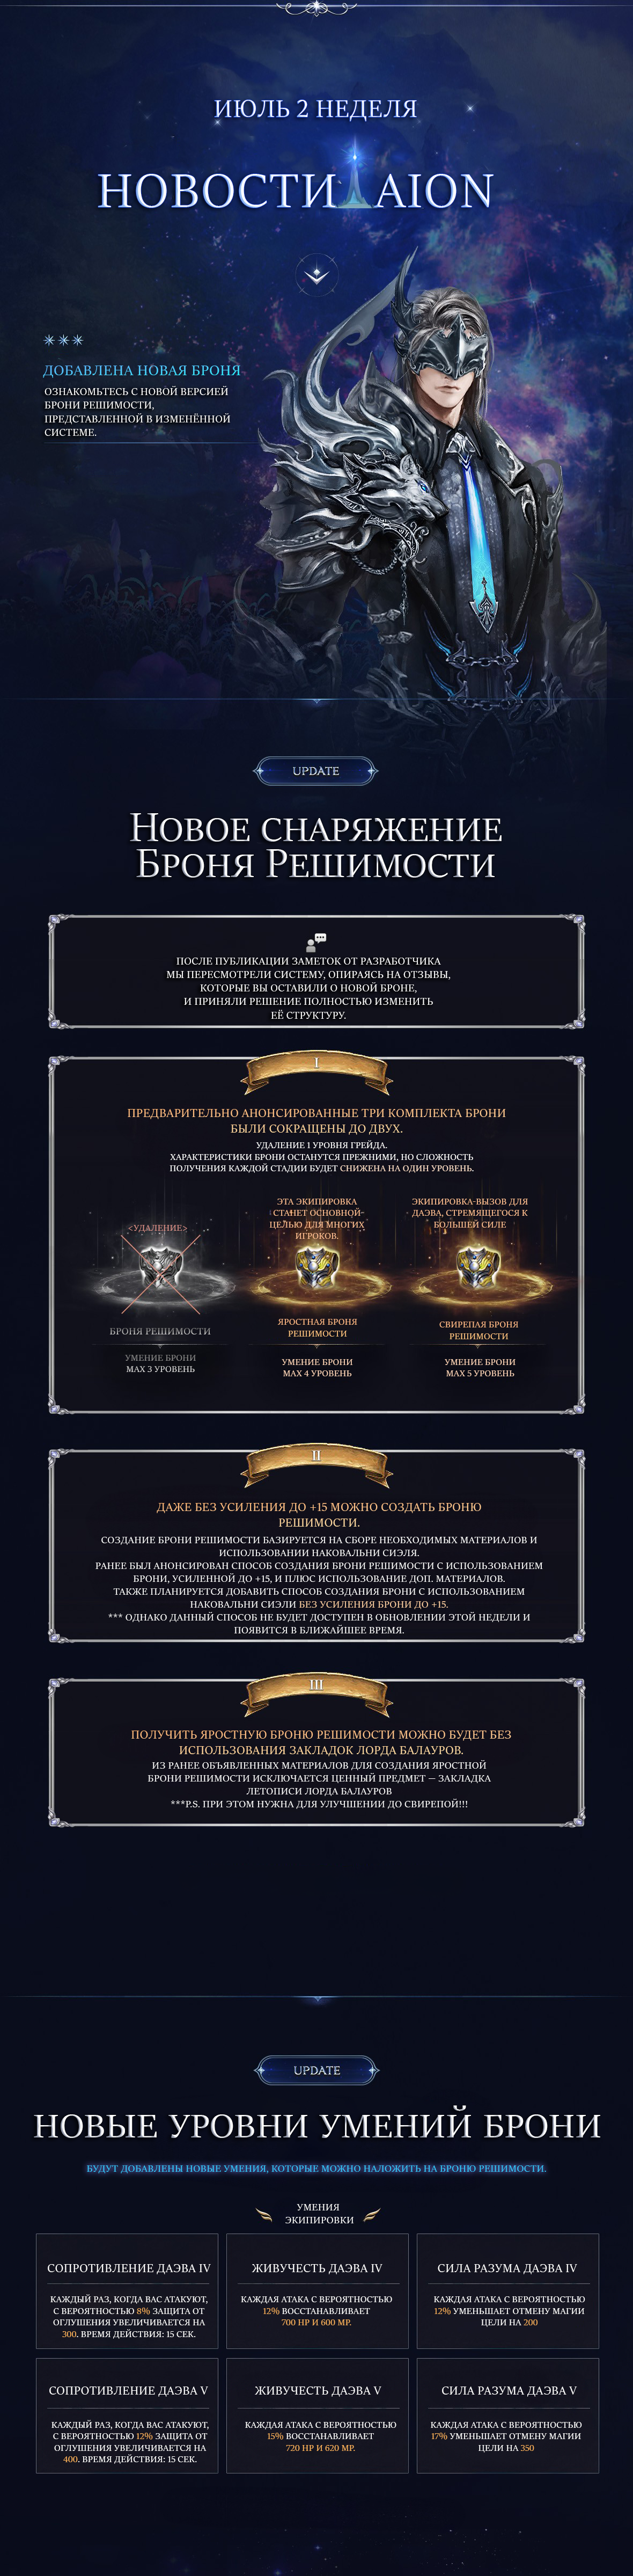 ИЮЛЬ 2 НЕДЕЛЯ
НОВОСТИ AION
ДОБАВЛЕНА НОВАЯ БРОНЯ
ОЗНАКОМЬТЕСЬ С НОВОЙ ВЕРСИЕЙ
БРОНИ РЕШИМОСТИ,
ПРЕДСТАВЛЕННОЙ В ИЗМЕНЁННОЙ
СИСТЕМЕ.
UPDATE
НОВОЕ СНАРЯЖЕНИЕ
БРОНЯ РЕШИМОСТИ
ПОСЛЕ ПУБЛИКАЦИИ ЗАМЕТОК ОТ РАЗРАБОТЧИКА
МЫ ПЕРЕСМОТРЕЛИ СИСТЕМУ, ОПИРАЯСЬ НА ОТЗЫВЫ,
КОТОРЫЕ ВЫ ОСТАВИЛИ О НОВОЙ БРОНЕ,
И ПРИНЯЛИ РЕШЕНИЕ ПОЛНОСТЬЮ ИЗМЕНИТЬ
ЕЁ СТРУКТУРУ.
I
ПРЕДВАРИТЕЛЬНО АНОНСИРОВАННЫЕ ТРИ КОМПЛЕКТА БРОНИ
БЫЛИ СОКРАЩЕНЫ ДО ДВУХ.
УДАЛЕНИЕ 1 УРОВНЯ ГРЕЙДА.
ХАРАКТЕРИСТИКИ БРОНИ ОСТАНУТСЯ ПРЕЖНИМИ, НО СЛОЖНОСТЬ
ПОЛУЧЕНИЯ КАЖДОЙ СТАДИИ БУДЕТ СНИЖЕНА НА ОДИН УРОВЕНЬ.
<УДАЛЕНИЕ>
БРОНЯ РЕШИМОСТИ
УМЕНИЕ БРОНИ
MAX 3 УРОВЕНЬ
ЭТА ЭКИПИРОВКА
СТАНЕТ ОСНОВНОЙ
ЦЕЛЬЮ ДЛЯ МНОГИХ
ИГРОКОВ.
ЯРОСТНАЯ БРОНЯ
РЕШИМОСТИ
УМЕНИЕ БРОНИ
MAX 4 УРОВЕНЬ
ЭКИПИРОВКА-ВЫЗОВ ДЛЯ
ДАЭВА, СТРЕМЯЩЕГОСЯ К
БОЛЬШЕЙ СИЛЕ
СВИРЕПАЯ БРОНЯ
РЕШИМОСТИ
УМЕНИЕ БРОНИ
MAX 5 УРОВЕНЬ
II
ДАЖЕ БЕЗ УСИЛЕНИЯ ДО +15 МОЖНО СОЗДАТЬ БРОНЮ
РЕШИМОСТИ.
СОЗДАНИЕ БРОНИ РЕШИМОСТИ БАЗИРУЕТСЯ НА СБОРЕ НЕОБХОДИМЫХ МАТЕРИАЛОВ И
ИСПОЛЬЗОВАНИИ НАКОВАЛЬНИ СИЭЛЯ.
РАНЕЕ БЫЛ АНОНСИРОВАН СПОСОБ СОЗДАНИЯ БРОНИ РЕШИМОСТИ С ИСПОЛЬЗОВАНИЕМ
БРОНИ, УСИЛЕННОЙ ДО +15, И ПЛЮС ИСПОЛЬЗОВАНИЕ ДОП. МАТЕРИАЛОВ.
ТАКЖЕ ПЛАНИРУЕТСЯ ДОБАВИТЬ СПОСОБ СОЗДАНИЯ БРОНИ С ИСПОЛЬЗОВАНИЕМ
НАКОВАЛЬНИ СИЭЛИ БЕЗ УСИЛЕНИЯ БРОНИ ДО +15.
*** ОДНАКО ДАННЫЙ СПОСОБ НЕ БУДЕТ ДОСТУПЕН В ОБНОВЛЕНИИ ЭТОЙ НЕДЕЛИ И
ПОЯВИТСЯ В БЛИЖАЙШЕЕ ВРЕМЯ.
III
ПОЛУЧИТЬ ЯРОСТНУЮ БРОНЮ РЕШИМОСТИ МОЖНО БУДЕТ БЕЗ
ИСПОЛЬЗОВАНИЯ ЗАКЛАДОК ЛОРДА БАЛАУРОВ.
ИЗ РАНЕЕ ОБЪЯВЛЕННЫХ МАТЕРИАЛОВ ДЛЯ СОЗДАНИЯ ЯРОСТНОЙ
БРОНИ РЕШИМОСТИ ИСКЛЮЧАЕТСЯ ЦЕННЫЙ ПРЕДМЕТ — ЗАКЛАДКА
ЛЕТОПИСИ ЛОРДА БАЛАУРОВ
***P.S. ПРИ ЭТОМ НУЖНА ДЛЯ УЛУЧШЕНИИ ДО СВИРЕПОЙ!!!
UPDATE
НОВЫЕ УРОВНИ УМЕНИЙ БРОНИ
БУДУТ ДОБАВЛЕНЫ НОВЫЕ УМЕНИЯ, КОТОРЫЕ МОЖНО НАЛОЖИТЬ НА БРОНЮ РЕШИМОСТИ.
УМЕНИЯ
ЭКИПИРОВКИ
СОПРОТИВЛЕНИЕ ДАЭВА IV
КАЖДЫЙ РАЗ, КОГДА ВАС АТАКУЮТ,
С ВЕРОЯТНОСТЬЮ 8% ЗАЩИТА ОТ
ОГЛУШЕНИЯ УВЕЛИЧИВАЕТСЯ НА
300. ВРЕМЯ ДЕЙСТВИЯ: 15 СЕК.
ЖИВУЧЕСТЬ ДАЭВА IV
КАЖДАЯ АТАКА С ВЕРОЯТНОСТЬЮ
12% ВОССТАНАВЛИВАЕТ
700 HP И 600 MP.
СИЛА РАЗУМА ДАЭВА IV
КАЖДАЯ АТАКА С ВЕРОЯТНОСТЬЮ
12% УМЕНЬШАЕТ ОТМЕНУ МАГИИ
ЦЕЛИ НА 200
СОПРОТИВЛЕНИЕ ДАЭВА V
КАЖДЫЙ РАЗ, КОГДА ВАС АТАКУЮТ,
С ВЕРОЯТНОСТЬЮ 12% ЗАЩИТА ОТ
ОГЛУШЕНИЯ УВЕЛИЧИВАЕТСЯ НА
400. ВРЕМЯ ДЕЙСТВИЯ: 15 СЕК.
ЖИВУЧЕСТЬ ДАЭВА V
КАЖДАЯ АТАКА С ВЕРОЯТНОСТЬЮ
15% ВОССТАНАВЛИВАЕТ
720 HP И 620 MP.
СИЛА РАЗУМА ДАЭВА V
КАЖДАЯ АТАКА С ВЕРОЯТНОСТЬЮ
17% УМЕНЬШАЕТ ОТМЕНУ МАГИИ
ЦЕЛИ НА 350